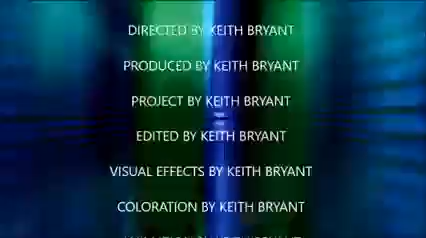 DIRECTED BY KEITH BRYANT
PRODUCED BY KEITH BRYANT
PROJECT BY KEITH BRYANT
EDITED BY KEITH BRYANT
VISUAL EFFECTS BY KEITH BRYANT
COLORATION BY KEITH BRYANT